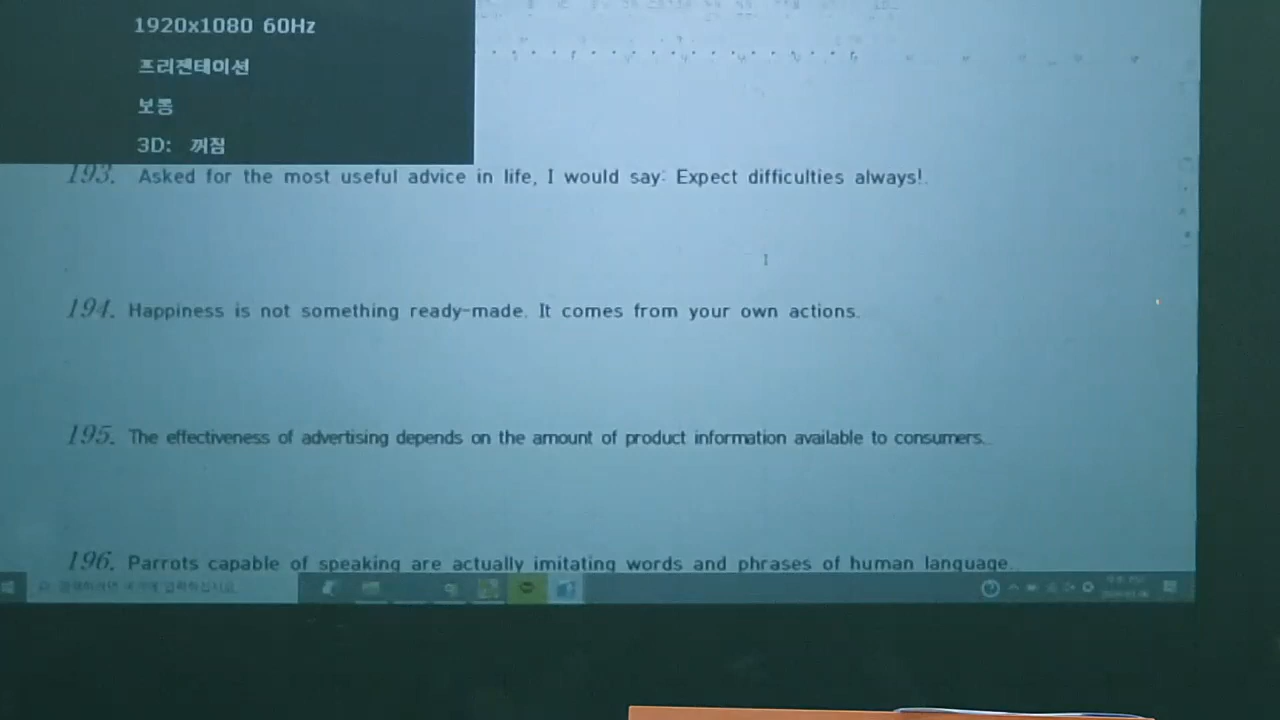 1920x1080 60Hz
프리젠테이션
보통
3D: 꺼짐
193. Asked for the most useful advice in life, I would say: Expect difficulties always!.
194. Happiness is not something ready-made. It comes from your own actions.
195. The effectiveness of advertising depends on the amount of product information available to consumers.
196. Parrots capable of speaking are actually imitating words and phrases of human language.